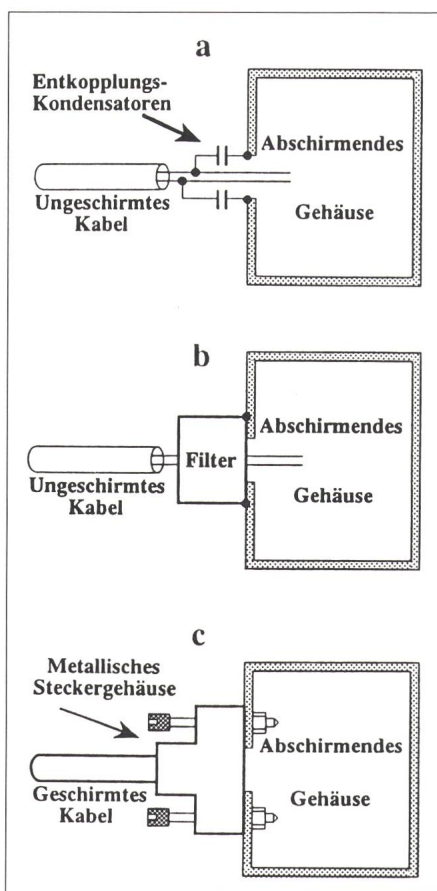 a
Entkopplungs-
Kondensatoren
Abschirmendes
Ungeschirmtes
Kabel
Gehäuse
b
Abschirmendes
Filter
Ungeschirmtes
Kabel
Gehäuse
c
Metallisches
Steckergehäuse
Abschirmendes
Geschirmtes
Kabel
Gehäuse